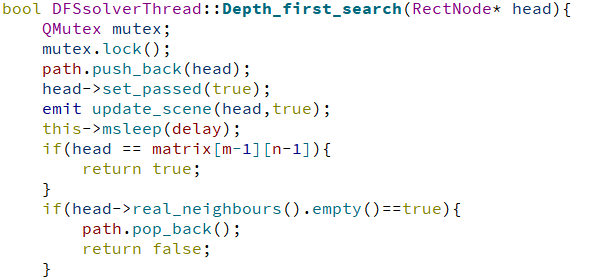 bool DFSsolverThread::Depth_first_search(RectNode* head){
QMutex mutex;
mutex.lock();
path.push_back(head);
head->set_passed(true);
emit update_scene(head,true);
this->msleep(delay);
if(head == matrix[m-1][n-1]){
return true;
}
if(head->real_neighbours().empty()==true){
path.pop_back();
return false;
}